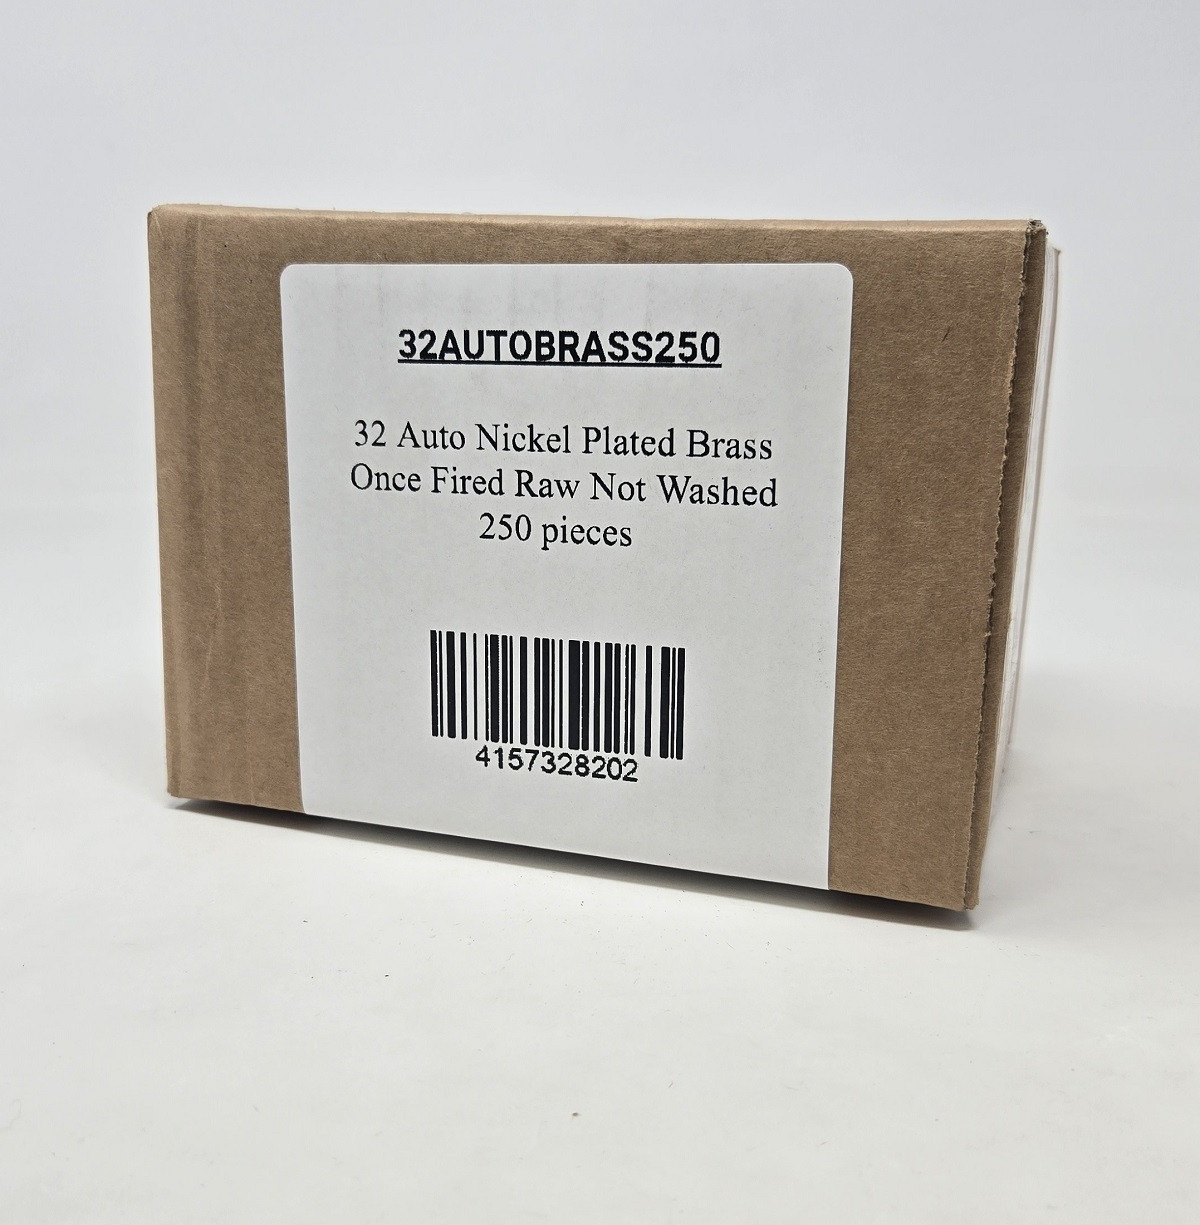 32AUTOBRASS250
32 Auto Nickel Plated Brass
Once Fired Raw Not Washed
250 pieces
4157328202